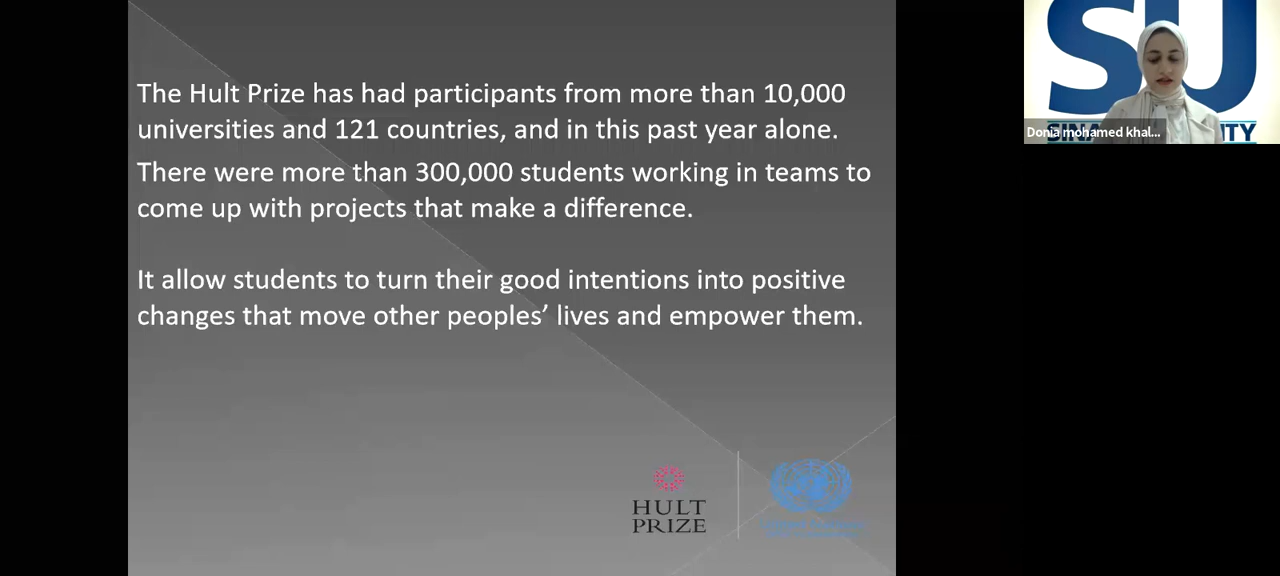 The Hult Prize has had participants from more than 10,000
universities and 121 countries, and in this past year alone.
There were more than 300,000 students working in teams to
come up with projects that make a difference.
It allow students to turn their good intentions into positive
changes that move other peoples’ lives and empower them.
HULT
PRIZE
SU
Donia mohamed khal...